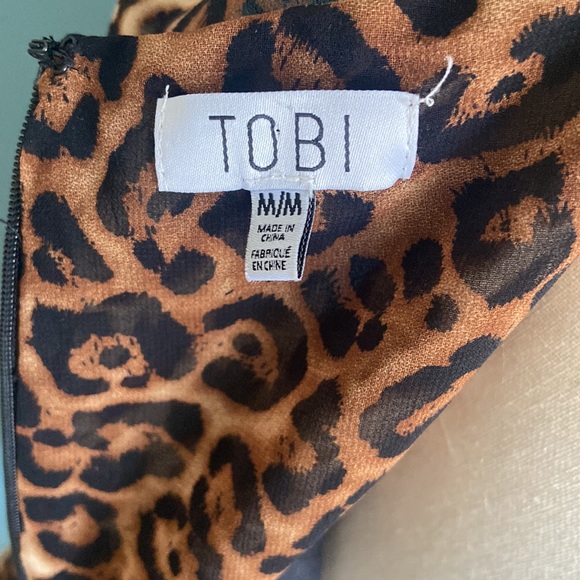 TOBI
M/M
MADE IN
CHINA
FABRIQUÉ
EN CHINE